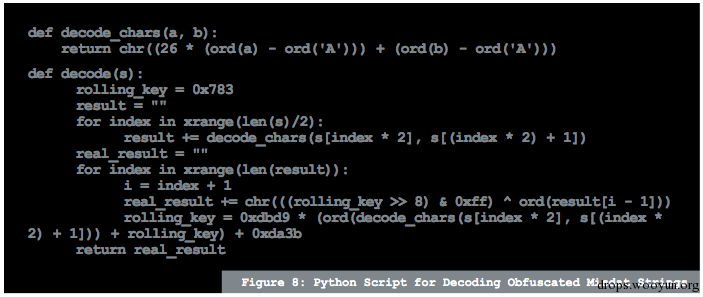 def decode_chars(a, b):
return chr((26 * (ord(a) - ord('A'))) + (ord(b) - ord('A')))
def decode(s):
rolling_key = 0x783
result = ""
for index in xrange(len(s)/2):
result += decode_chars(s[index * 2], s[(index * 2) + 1])
real_result = ""
for index in xrange(len(result)):
i = index + 1
real_result += chr(((rolling_key >> 8) & 0xff) ^ ord(result[i - 1]))
rolling_key = 0xdbd9 * (ord(decode_chars(s[index * 2], s[(index *
2) + 1])) + rolling_key) + 0xda3b
return real_result
Figure 8: Python Script for Decoding Obfuscated Strings
drops.wooyun.org